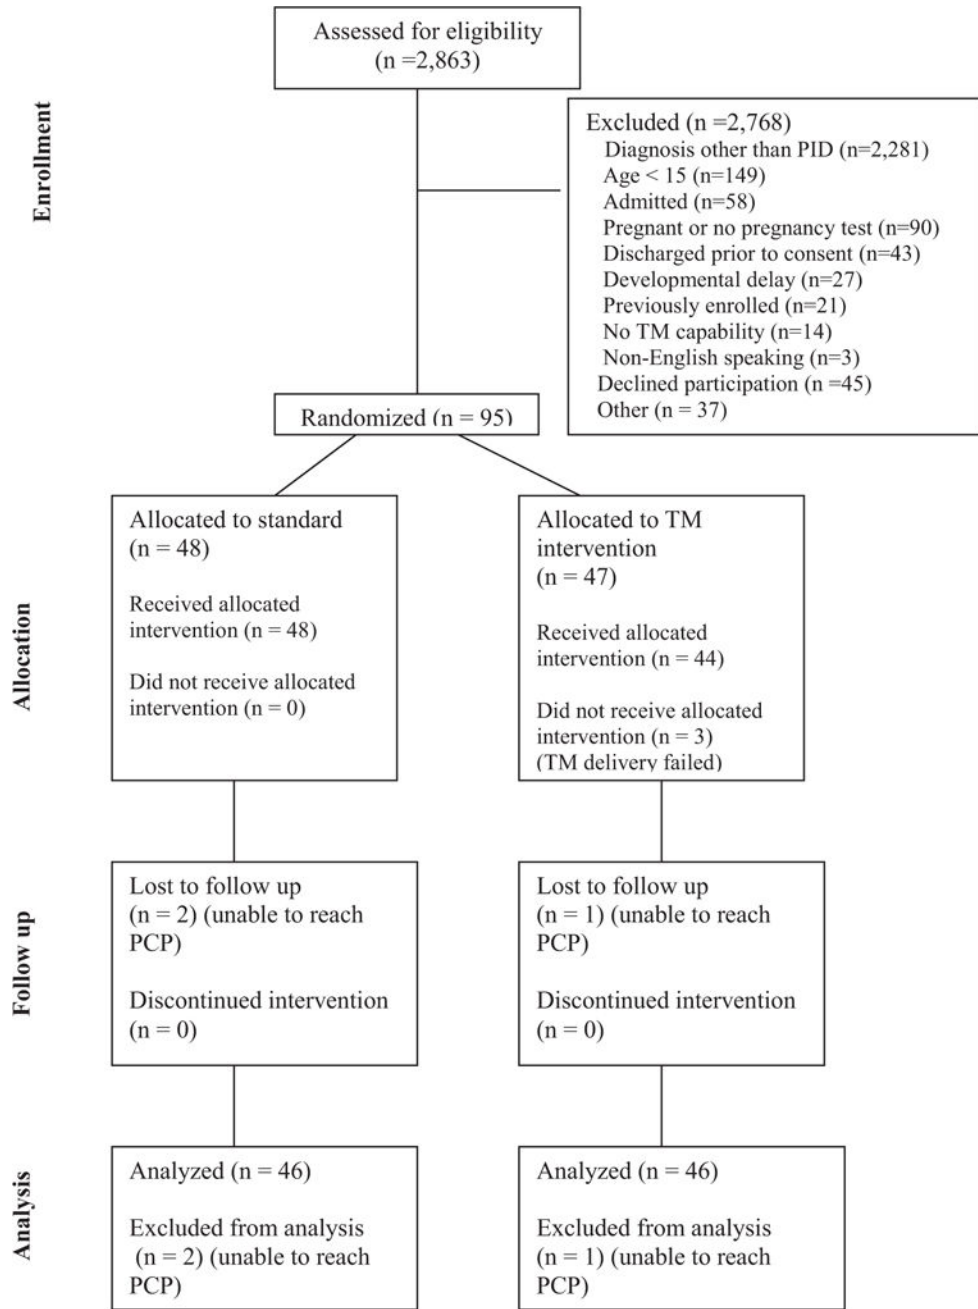 Assessed for eligibility
(n =2,863)
Enrollment
Excluded (n =2,768)
Diagnosis other than PID (n=2,281)
Age < 15 (n=149)
Admitted (n=58)
Pregnant or no pregnancy test (n=90)
Discharged prior to consent (n=43)
Developmental delay (n=27)
Previously enrolled (n=21)
No TM capability (n=14)
Non-English speaking (n=3)
Declined participation (n =45)
Other (n = 37)
Randomized (n = 95)
Allocation
Allocated to standard
(n = 48)
Received allocated
intervention (n = 48)
Did not receive allocated
intervention (n = 0)
Allocated to TM
intervention
(n = 47)
Received allocated
intervention (n = 44)
Did not receive allocated
intervention (n = 3)
(TM delivery failed)
Follow up
Lost to follow up
(n = 2) (unable to reach
PCP)
Discontinued intervention
(n = 0)
Lost to follow up
(n = 1) (unable to reach
PCP)
Discontinued intervention
(n = 0)
Analysis
Analyzed (n = 46)
Excluded from analysis
(n = 2) (unable to reach
PCP)
Analyzed (n = 46)
Excluded from analysis
(n = 1) (unable to reach
PCP)